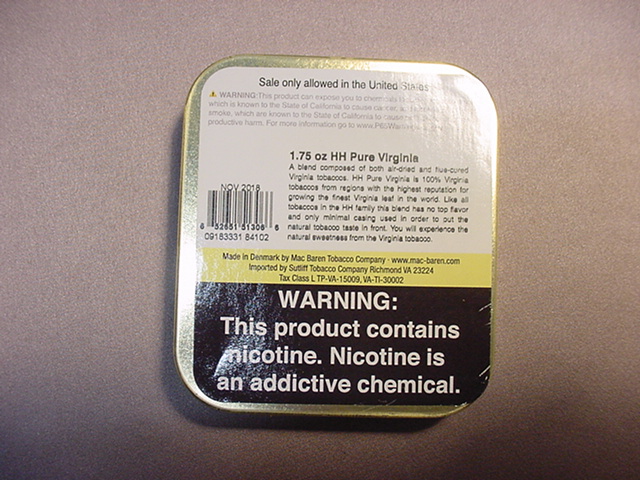 Sale only allowed in the United States
WARNING: This product can expose you to chemicals
which is known to the State of California to cause cancer,
smoke, which are known to the State of California to cause
productive harm. For more information go to
1.75 oz HH Pure Virginia
A blend composed of both air-dried and flue-cured
Virginia tobaccos. HH Pure Virginia is 100% Virginia
tobaccos from regions with the highest reputation for
growing the finest Virginia leaf in the world. Like all
tobaccos in the HH family this blend has no top flavor
and only minimal casing used in order to put the
natural tobacco taste in front. You will experience the
natural sweetness from the Virginia tobacco.
NOV 2018
6 52651 51306 6
09183331 84102
Made in Denmark by Mac Baren Tobacco Company · www.mac-baren.com
Imported by Sutliff Tobacco Company Richmond VA 23224
Tax Class L TP-VA-15009, VA-TI-30002
WARNING:
This product contains
nicotine. Nicotine is
an addictive chemical.